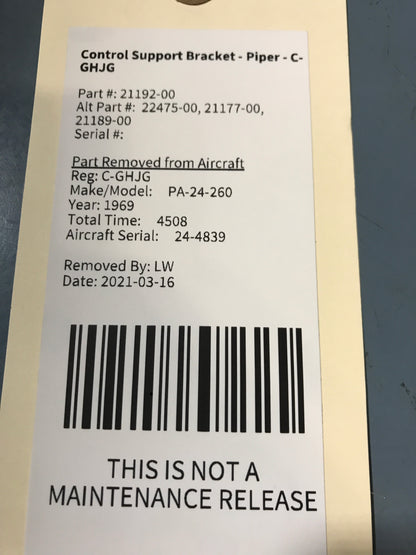 Control Support Bracket - Piper - C-
GHJG
Part #: 21192-00
Alt Part #: 22475-00, 21177-00,
21189-00
Serial #:
Part Removed from Aircraft
Reg: C-GHJG
Make/Model: PA-24-260
Year: 1969
Total Time: 4508
Aircraft Serial: 24-4839
Removed By: LW
Date: 2021-03-16
THIS IS NOT A
MAINTENANCE RELEASE